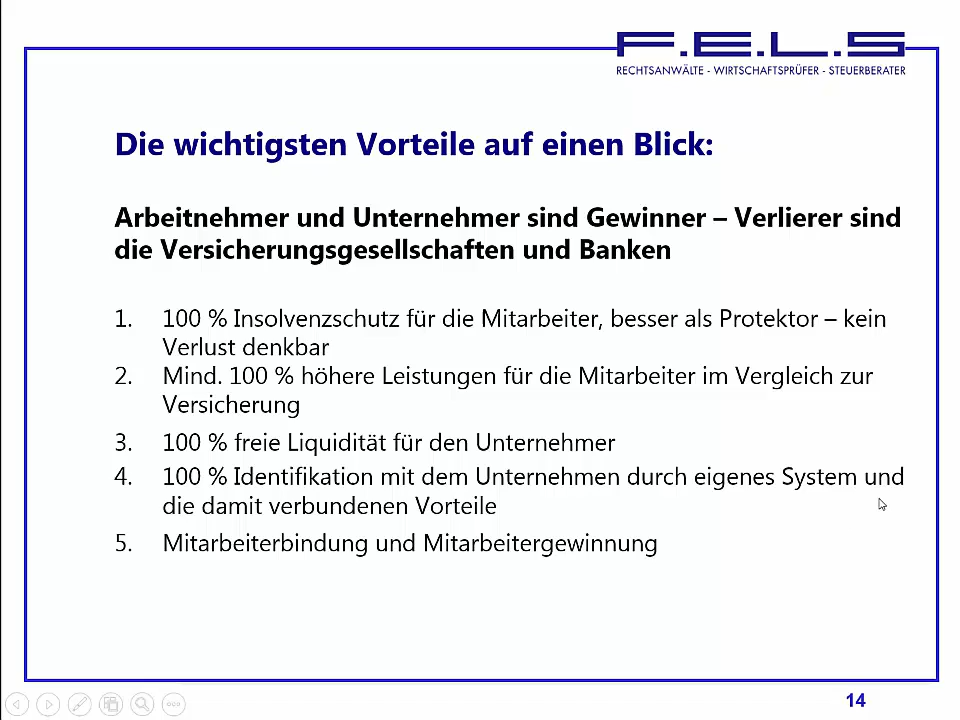 F.E.L.S
RECHTSANWÄLTE - WIRTSCHAFTSPRÜFER - STEUERBERATER
Die wichtigsten Vorteile auf einen Blick:
Arbeitnehmer und Unternehmer sind Gewinner – Verlierer sind
die Versicherungsgesellschaften und Banken
1. 100 % Insolvenzschutz für die Mitarbeiter, besser als Protektor – kein
Verlust denkbar
2. Mind. 100 % höhere Leistungen für die Mitarbeiter im Vergleich zur
Versicherung
3. 100 % freie Liquidität für den Unternehmer
4. 100 % Identifikation mit dem Unternehmen durch eigenes System und
die damit verbundenen Vorteile
5. Mitarbeiterbindung und Mitarbeitergewinnung
14